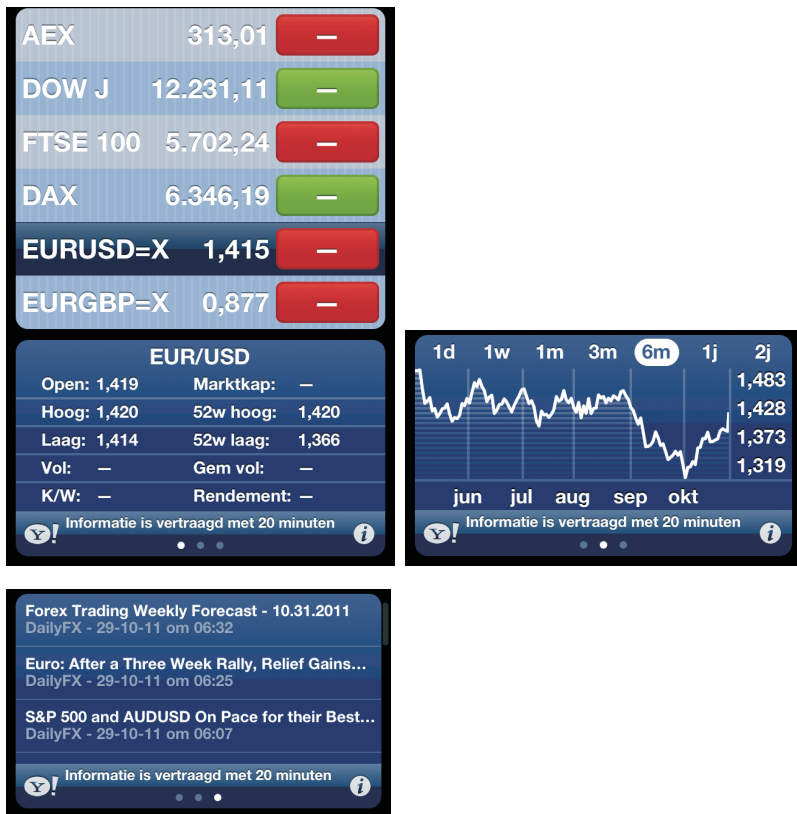 AEX 313,01 –
DOW J 12.231,11 –
FTSE 100 5.702,24 –
DAX 6.346,19 –
EURUSD=X 1,415 –
EURGBP=X 0,877 –
EUR/USD
Open: 1,419 Marktkap: –
Hoog: 1,420 52w hoog: 1,420
Laag: 1,414 52w laag: 1,366
Vol: – Gem vol: –
K/W: – Rendement: –
Y! Informatie is vertraagd met 20 minuten i
1d 1w 1m 3m 6m 1j 2j
1,483
1,428
1,373
1,319
jun jul aug sep okt
Y! Informatie is vertraagd met 20 minuten i
Forex Trading Weekly Forecast - 10.31.2011
DailyFX - 29-10-11 om 06:32
Euro: After a Three Week Rally, Relief Gains...
DailyFX - 29-10-11 om 06:25
S&P 500 and AUDUSD On Pace for their Best...
DailyFX - 29-10-11 om 06:07
Y! Informatie is vertraagd met 20 minuten i